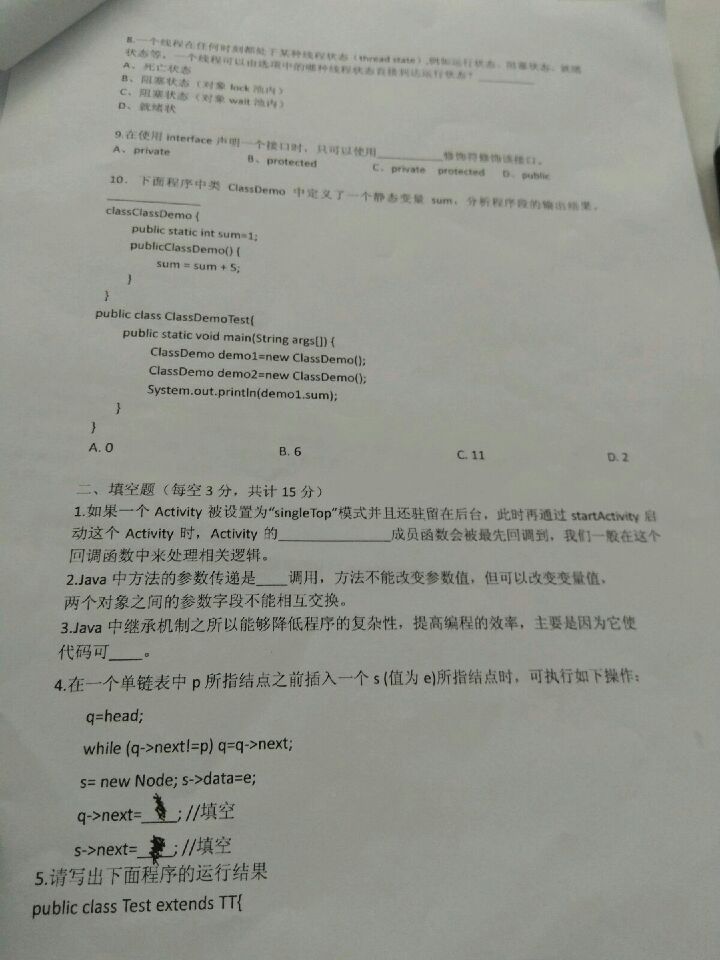 8.一个线程在任何时刻都处于某种线程状态（thread state），例如运行状态、阻塞状态、就绪
状态等。一个线程可以由选项中的哪种线程状态直接到达运行状态？________
A、死亡状态
B、阻塞状态（对象 lock 池内）
C、阻塞状态（对象 wait 池内）
D、就绪状
9.在使用 interface 声明一个接口时，只可以使用________修饰符修饰该接口。
A、private B、protected C、private protected D、public
10．下面程序中类 ClassDemo 中定义了一个静态变量 sum，分析程序段的输出结果。
________
classClassDemo {
public static int sum=1;
publicClassDemo() {
sum = sum + 5;
}
}
public class ClassDemoTest{
public static void main(String args[]) {
ClassDemo demo1=new ClassDemo();
ClassDemo demo2=new ClassDemo();
System.out.println(demo1.sum);
}
}
A. 0 B. 6 C. 11 D. 2
二、填空题（每空 3 分，共计 15 分）
1.如果一个 Activity 被设置为“singleTop”模式并且还驻留在后台，此时再通过 startActivity 启
动这个 Activity 时，Activity 的____________成员函数会被最先回调到，我们一般在这个
回调函数中来处理相关逻辑。
2.Java 中方法的参数传递是____调用，方法不能改变参数值，但可以改变变量值，
两个对象之间的参数字段不能相互交换。
3.Java 中继承机制之所以能够降低程序的复杂性，提高编程的效率，主要是因为它使
代码可____。
4.在一个单链表中 p 所指结点之前插入一个 s (值为 e)所指结点时，可执行如下操作：
q=head;
while (q->next!=p) q=q->next;
s= new Node; s->data=e;
q->next=____; //填空
s->next=____; //填空
5.请写出下面程序的运行结果
public class Test extends TT{